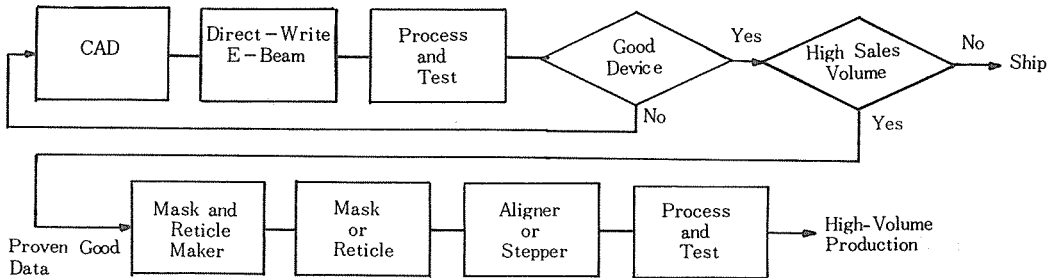 CAD
Direct-Write
E-Beam
Process
and
Test
Good
Device
Yes
No
High Sales
Volume
No
Ship
Yes
Proven Good
Data
Mask and
Reticle
Maker
Mask
or
Reticle
Aligner
or
Stepper
Process
and
Test
High-Volume
Production